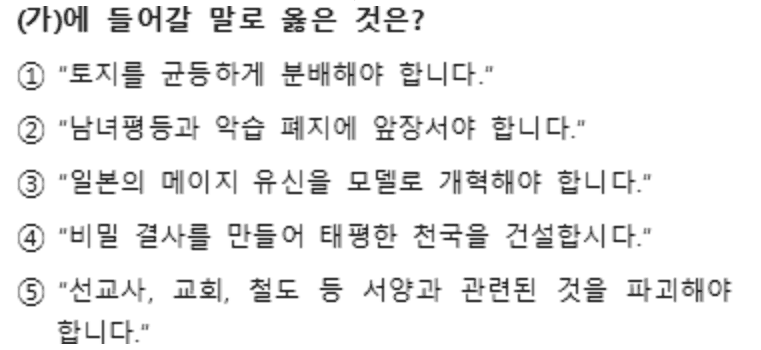 (가)에 들어갈 말로 옳은 것은?
① “토지를 균등하게 분배해야 합니다.”
② “남녀평등과 악습 폐지에 앞장서야 합니다.”
③ “일본의 메이지 유신을 모델로 개혁해야 합니다.”
④ “비밀 결사를 만들어 태평한 천국을 건설합시다.”
⑤ “선교사, 교회, 철도 등 서양과 관련된 것을 파괴해야
합니다.”